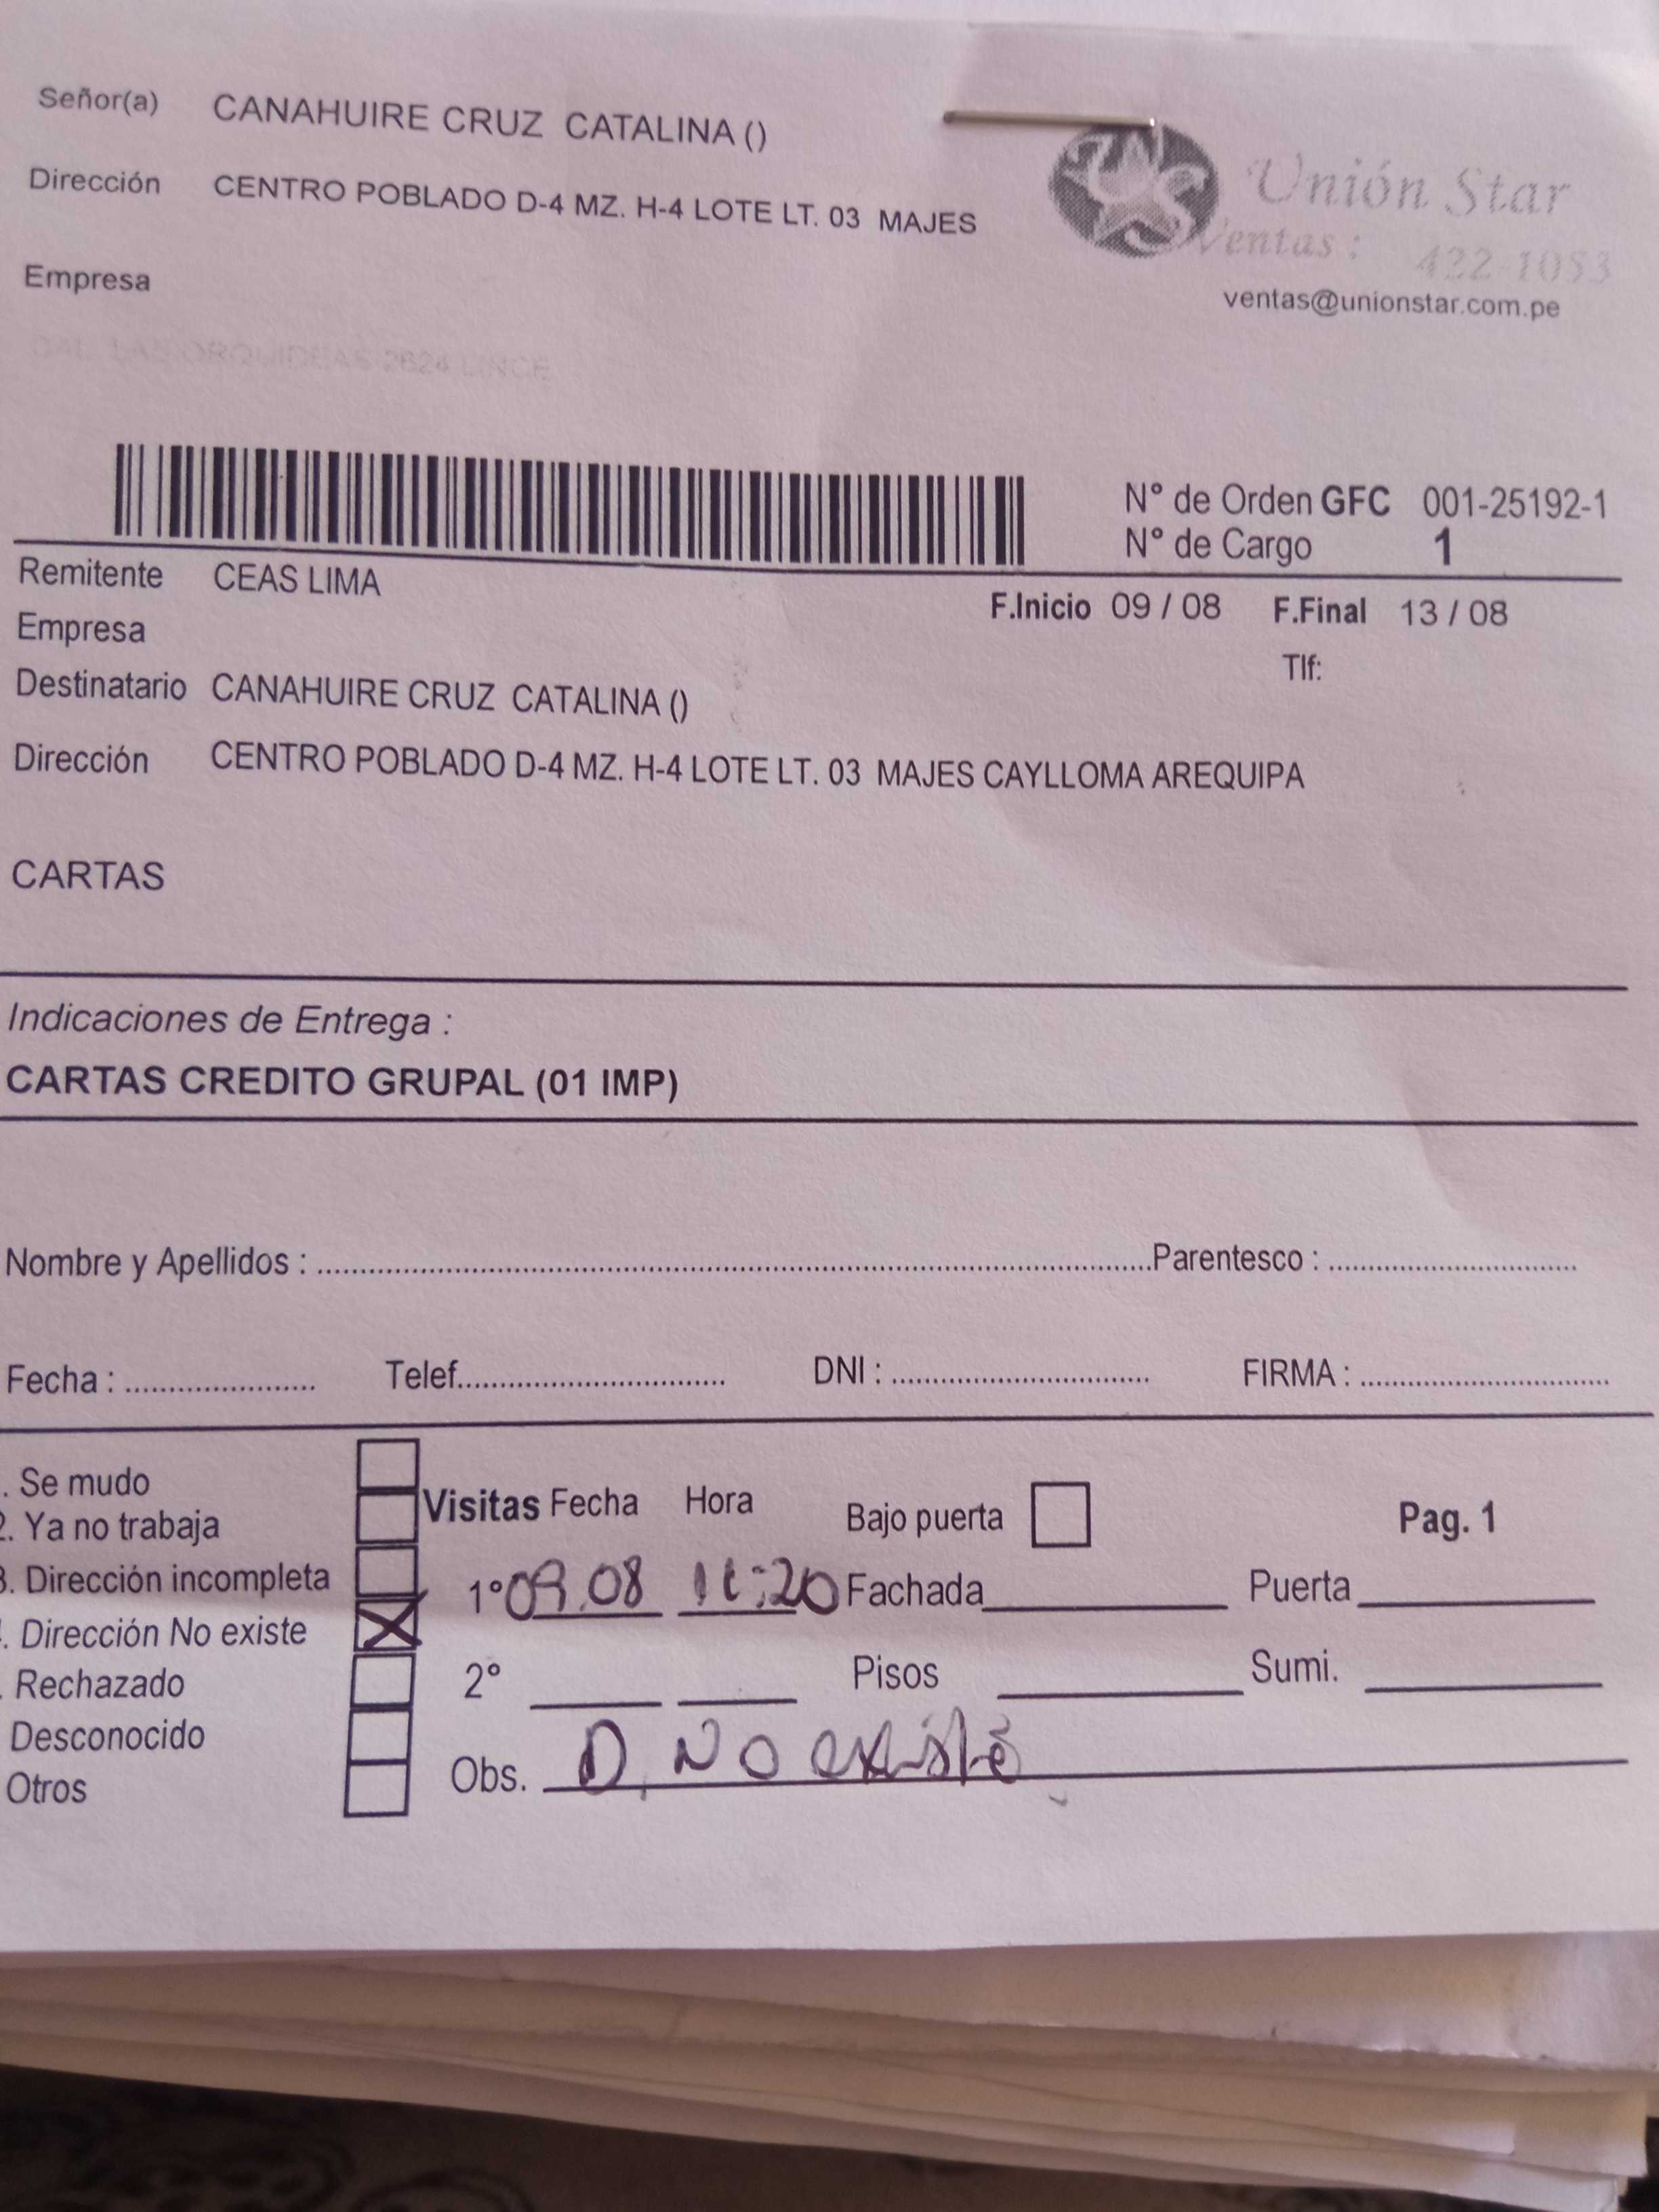 Señor(a) CANAHUIRE CRUZ CATALINA ()
Dirección CENTRO POBLADO D-4 MZ. H-4 LOTE LT. 03 MAJES
Unión Star
Ventas : 422 1053
ventas@unionstar.com.pe
Empresa
CAL. LAS ORQUIDEAS 2624 LINCE
N° de Orden GFC 001-25192-1
N° de Cargo 1
Remitente CEAS LIMA
F.Inicio 09 / 08 F.Final 13 / 08
Empresa
Tlf:
Destinatario CANAHUIRE CRUZ CATALINA ()
Dirección CENTRO POBLADO D-4 MZ. H-4 LOTE LT. 03 MAJES CAYLLOMA AREQUIPA
CARTAS
Indicaciones de Entrega :
CARTAS CREDITO GRUPAL (01 IMP)
Nombre y Apellidos : Parentesco :
Fecha : Telef. DNI : FIRMA :
. Se mudo
2. Ya no trabaja
3. Dirección incompleta
. Dirección No existe X
. Rechazado
Desconocido
Otros
Visitas Fecha Hora Bajo puerta Pag. 1
1° 09.08 11:20 Fachada Puerta
2° Pisos Sumi.
Obs. D. NO existe